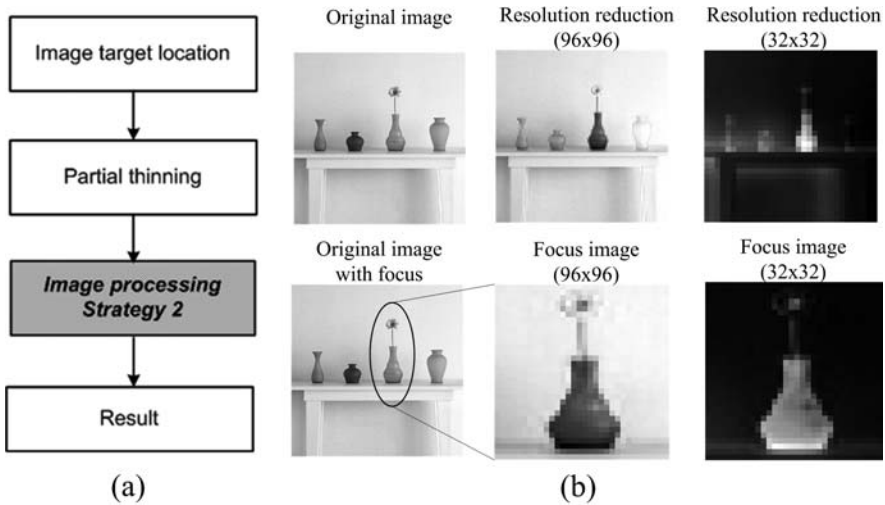 Image target location
Partial thinning
Image processing
Strategy 2
Result
(a)
Original image
Resolution reduction
(96x96)
Resolution reduction
(32x32)
Original image
with focus
Focus image
(96x96)
Focus image
(32x32)
(b)